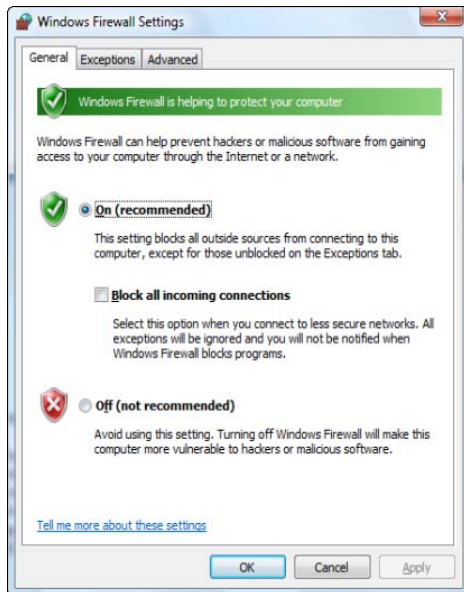 Windows Firewall Settings
General Exceptions Advanced
Windows Firewall is helping to protect your computer
Windows Firewall can help prevent hackers or malicious software from gaining
access to your computer through the Internet or a network.
On (recommended)
This setting blocks all outside sources from connecting to this
computer, except for those unblocked on the Exceptions tab.
Block all incoming connections
Select this option when you connect to less secure networks. All
exceptions will be ignored and you will not be notified when
Windows Firewall blocks programs.
Off (not recommended)
Avoid using this setting. Turning off Windows Firewall will make this
computer more vulnerable to hackers or malicious software.
Tell me more about these settings
OK Cancel Apply